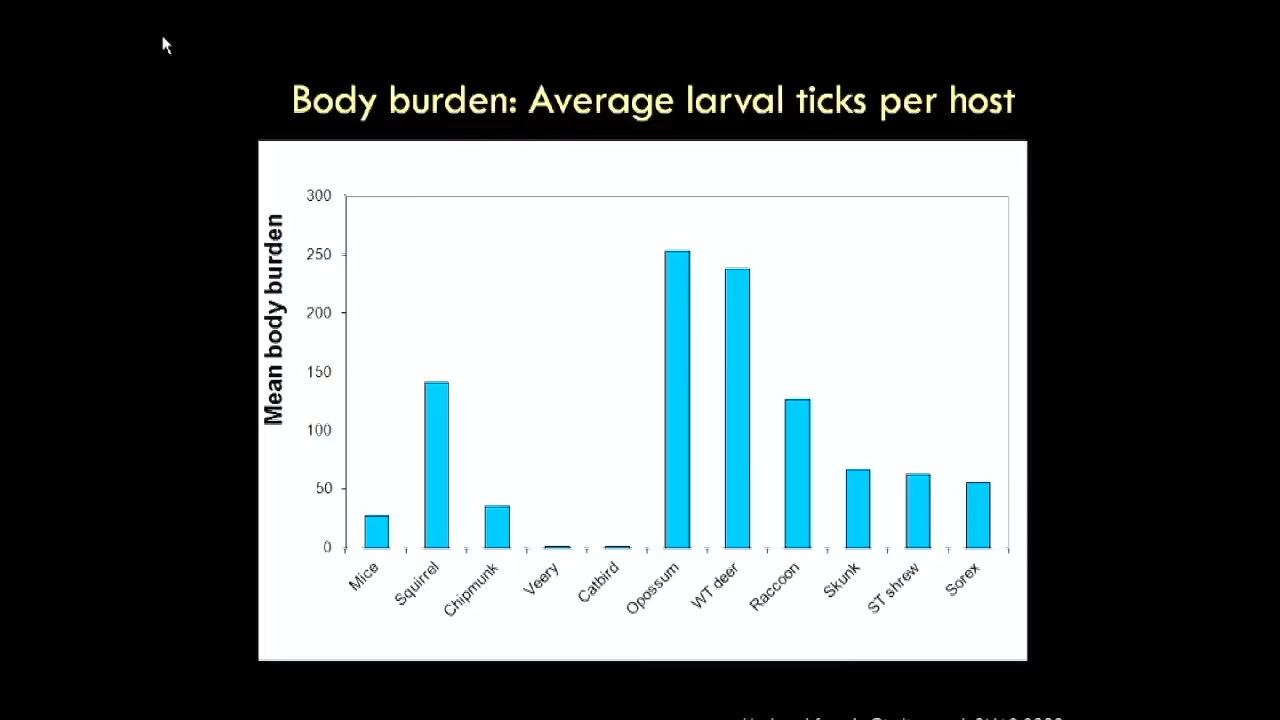 Body burden: Average larval ticks per host
Mean body burden
300
250
200
150
100
50
0
Mice
Squirrel
Chipmunk
Veery
Catbird
Opossum
WT deer
Raccoon
Skunk
ST shrew
Sorex